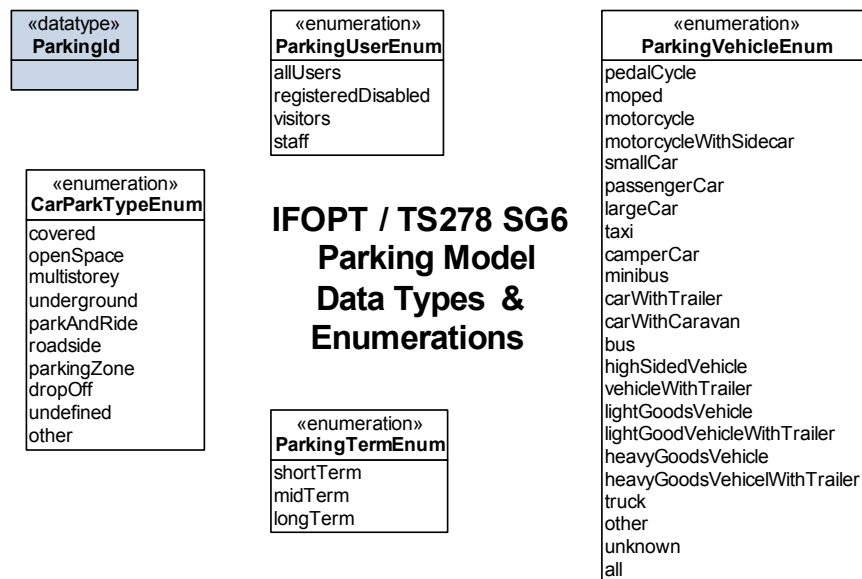 «datatype»
ParkingId
«enumeration»
ParkingUserEnum
allUsers
registeredDisabled
visitors
staff
«enumeration»
ParkingVehicleEnum
pedalCycle
moped
motorcycle
motorcycleWithSidecar
smallCar
passengerCar
largeCar
taxi
camperCar
minibus
carWithTrailer
carWithCaravan
bus
highSidedVehicle
vehicleWithTrailer
lightGoodsVehicle
lightGoodVehicleWithTrailer
heavyGoodsVehicle
heavyGoodsVehicelWithTrailer
truck
other
unknown
all
«enumeration»
CarParkTypeEnum
covered
openSpace
multistorey
underground
parkAndRide
roadside
parkingZone
dropOff
undefined
other
IFOPT / TS278 SG6
Parking Model
Data Types &
Enumerations
«enumeration»
ParkingTermEnum
shortTerm
midTerm
longTerm